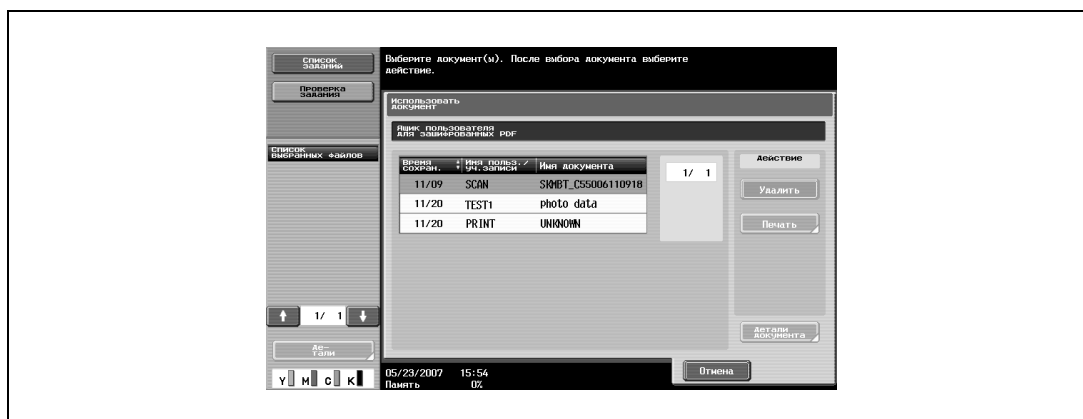 Список
заданий
Выберите документ(ы). После выбора документа выберите
действие.
Проверка
задания
Использовать
документ
Ящик пользователя
для зашифрованных PDF
Список
выбранных файлов
Время
сохран.
Имя польз./
уч.записи
Имя документа
1/ 1
Действие
11/09 SCAN SKMBT_C55006110918
Удалить
11/20 TEST1 photo data
11/20 PRINT UNKNOWN
Печать
1/ 1
Детали
документа
Де-
тали
Отмена
Y M C K
05/23/2007 15:54
Память 0%